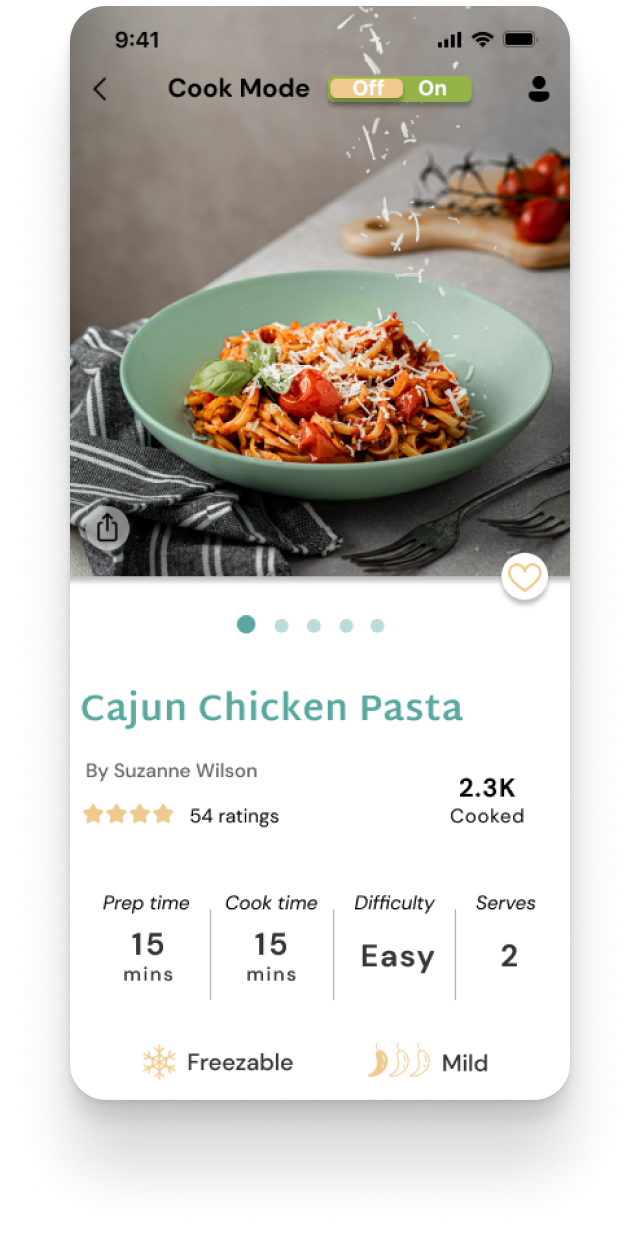 9:41
Cook Mode Off On
Cajun Chicken Pasta
By Suzanne Wilson
54 ratings
2.3K
Cooked
Prep time Cook time Difficulty Serves
15 15 Easy 2
mins mins
Freezable Mild